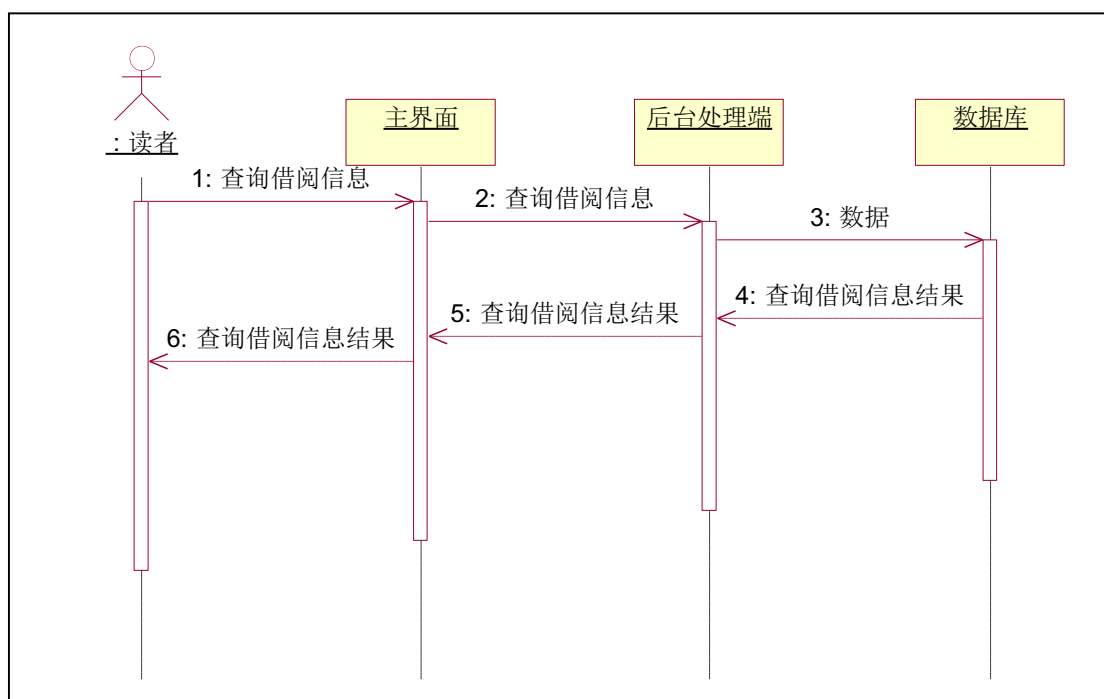 : 读者
主界面
后台处理端
数据库
1: 查询借阅信息
2: 查询借阅信息
3: 数据
4: 查询借阅信息结果
5: 查询借阅信息结果
6: 查询借阅信息结果